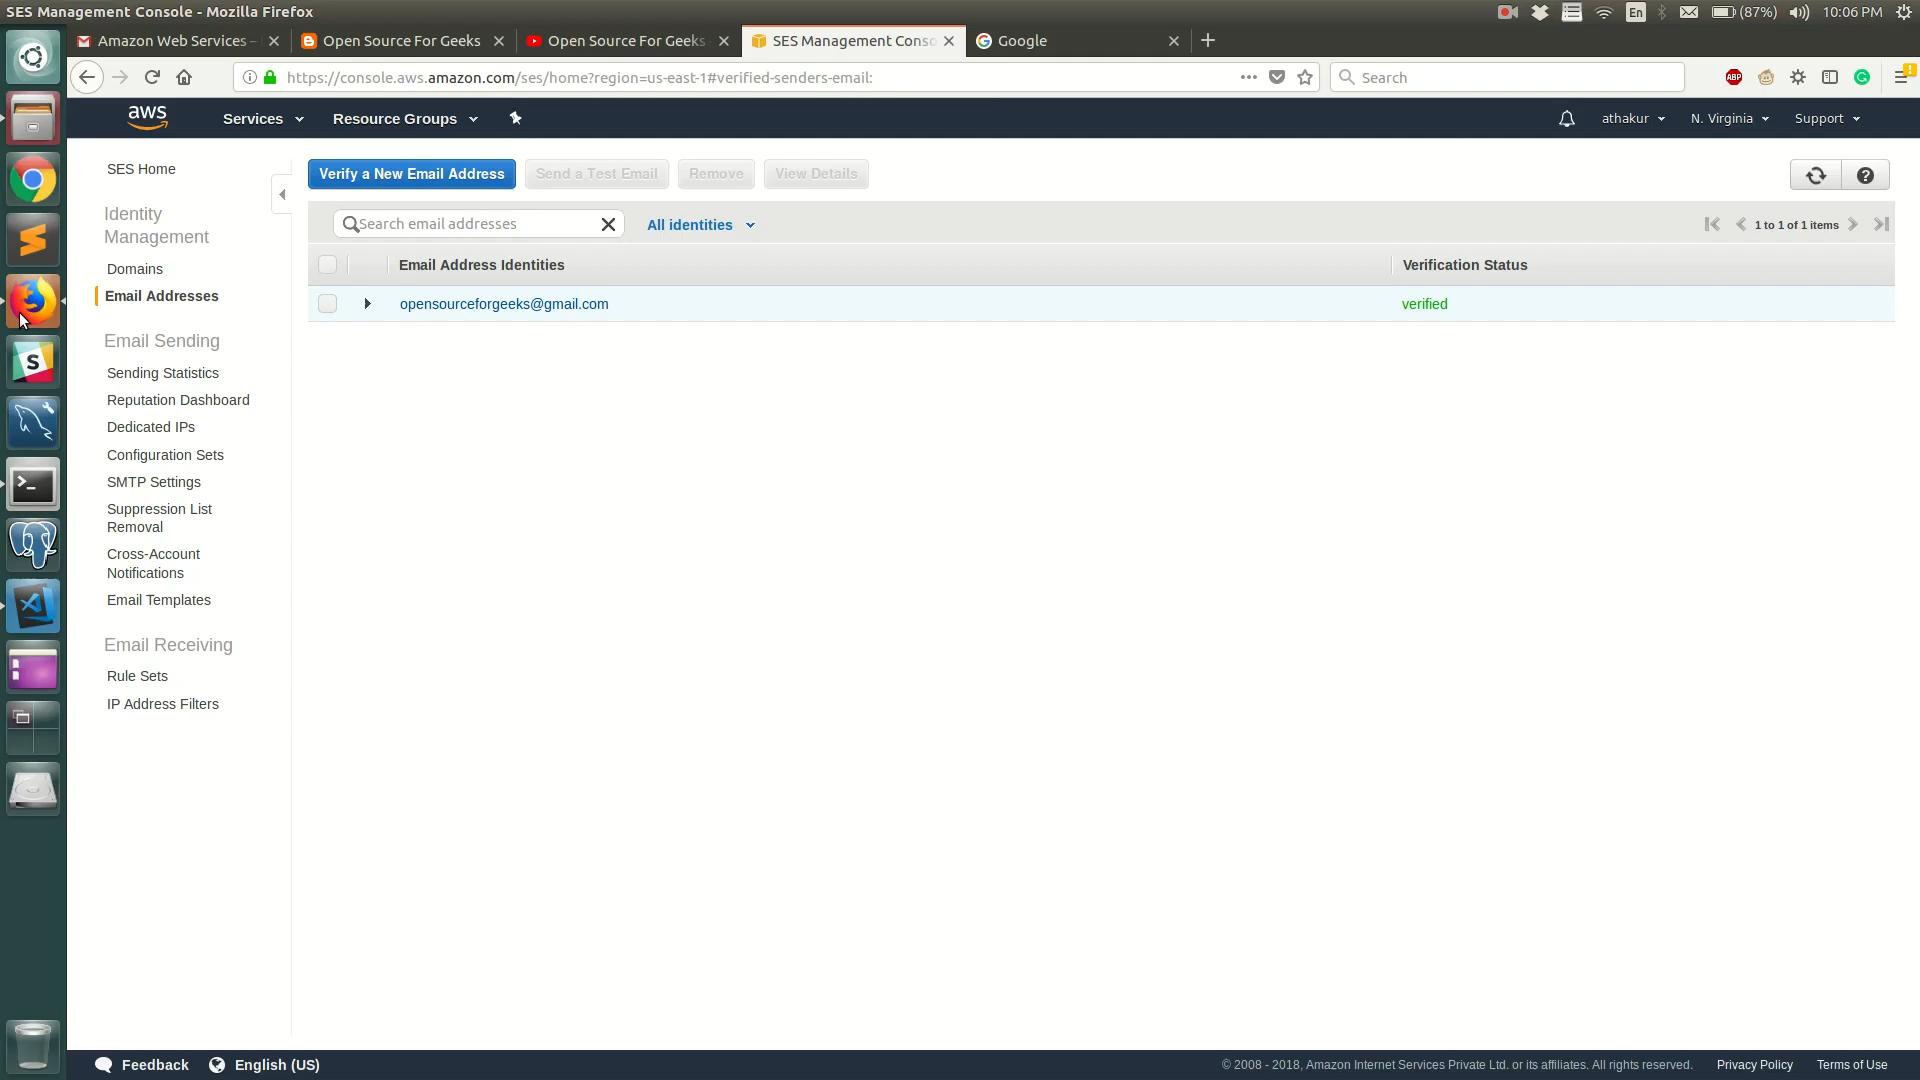 SES Management Console - Mozilla Firefox
En
(87%)
10:06 PM
Amazon Web Services –
Open Source For Geeks
Open Source For Geeks
SES Management Conso
Google
https://console.aws.amazon.com/ses/home?region=us-east-1#verified-senders-email:
Search
ABP
aws
Services
Resource Groups
athakur
N. Virginia
Support
SES Home
Identity
Management
Domains
Email Addresses
Email Sending
Sending Statistics
Reputation Dashboard
Dedicated IPs
Configuration Sets
SMTP Settings
Suppression List
Removal
Cross-Account
Notifications
Email Templates
Email Receiving
Rule Sets
IP Address Filters
Verify a New Email Address
Send a Test Email
Remove
View Details
Search email addresses
All identities
1 to 1 of 1 items
Email Address Identities
Verification Status
opensourceforgeeks@gmail.com
verified
Feedback
English (US)
© 2008 - 2018, Amazon Internet Services Private Ltd. or its affiliates. All rights reserved.
Privacy Policy
Terms of Use